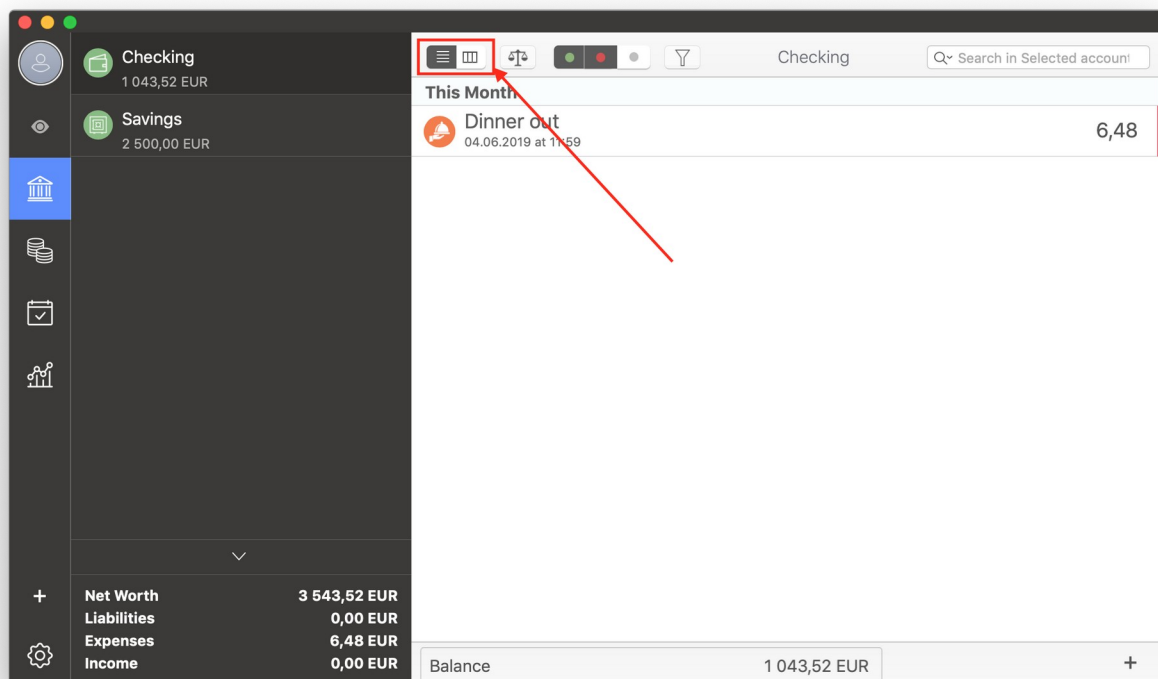 Checking
1 043,52 EUR
Savings
2 500,00 EUR
Net Worth 3 543,52 EUR
Liabilities 0,00 EUR
Expenses 6,48 EUR
Income 0,00 EUR
Checking
Search in Selected account
This Month
Dinner out
04.06.2019 at 11:59
6,48
Balance 1 043,52 EUR